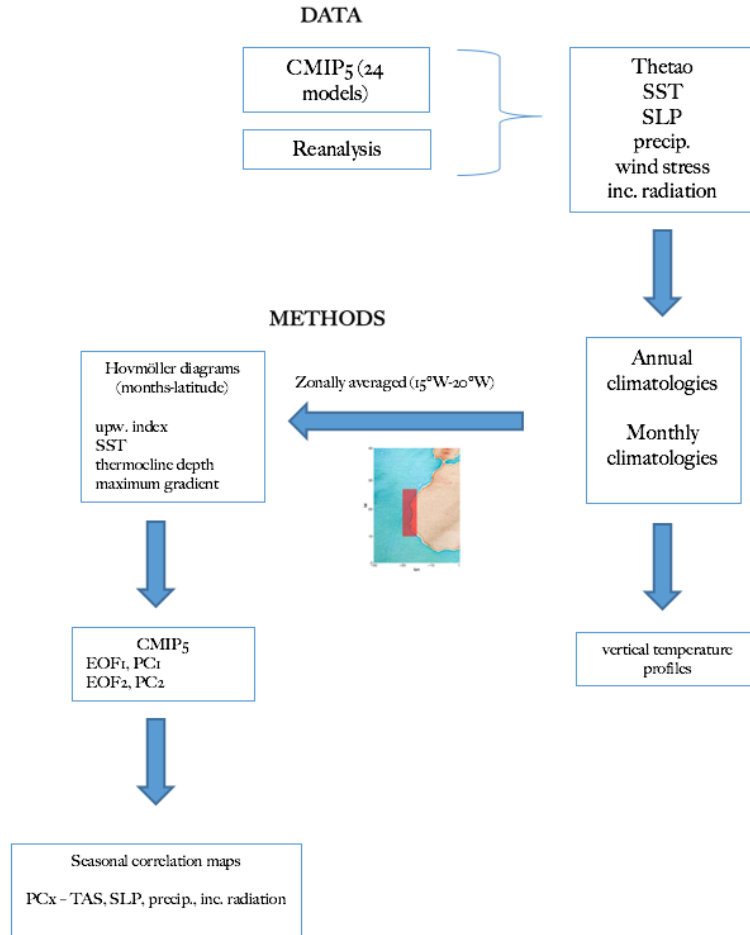 DATA
CMIP5 (24
models)
Reanalysis
Thetao
SST
SLP
precip.
wind stress
inc. radiation
METHODS
Annual
climatologies
Monthly
climatologies
Zonally averaged (15°W-20°W)
Hovmöller diagrams
(months-latitude)
upw. index
SST
thermocline depth
maximum gradient
CMIP5
EOF1, PC1
EOF2, PC2
vertical temperature
profiles
Seasonal correlation maps
PCx – TAS, SLP, precip., inc. radiation